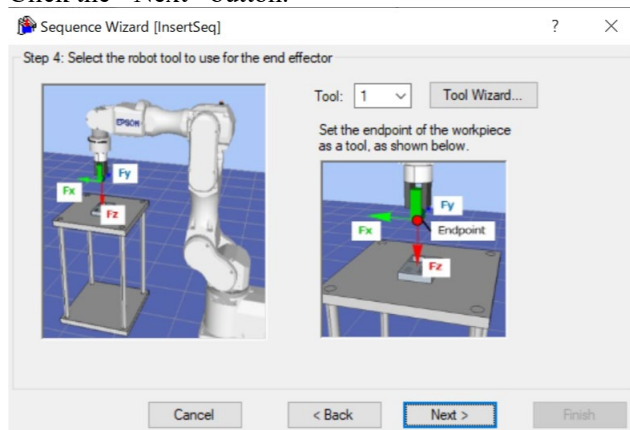 Click the "Next" button.
Sequence Wizard [InsertSeq]
?
Step 4: Select the robot tool to use for the end effector
Tool: 1
Tool Wizard...
Set the endpoint of the workpiece
as a tool, as shown below.
EPSON
Fy
Fx
Fz
Fy
Endpoint
Fx
Fz
Cancel
< Back
Next >
Finish